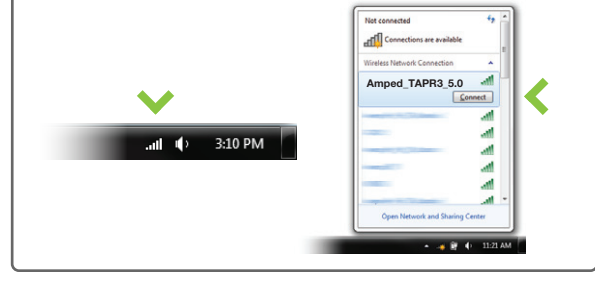 3:10 PM
Not connected
Connections are available
Wireless Network Connection
Amped_TAPR3_5.0
Connect
Open Network and Sharing Center
11:21 AM